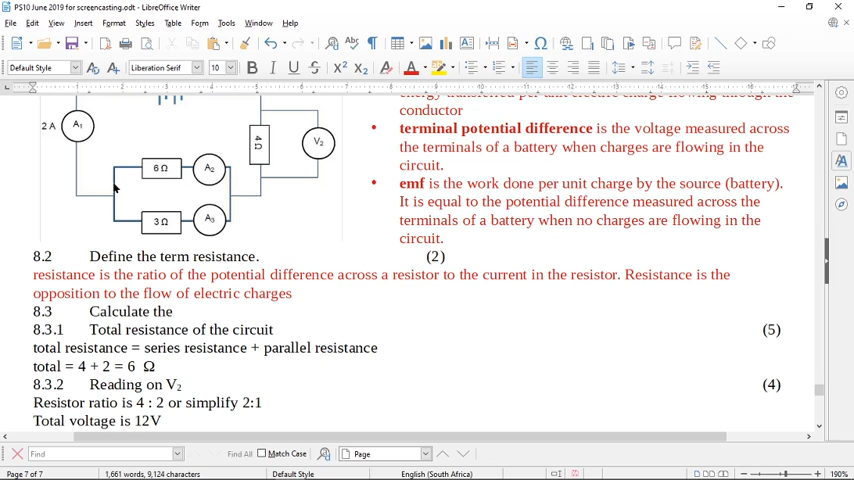 PS10 June 2019 for screencasting.odt - LibreOffice Writer
File Edit View Insert Format Styles Table Form Tools Window Help
Default Style Liberation Serif 10
conductor
2 A A1
• terminal potential difference is the voltage measured across
the terminals of a battery when charges are flowing in the
circuit.
4 Ω V2
6 Ω A2
• emf is the work done per unit charge by the source (battery).
It is equal to the potential difference measured across the
terminals of a battery when no charges are flowing in the
circuit.
3 Ω A3
8.2 Define the term resistance. (2)
resistance is the ratio of the potential difference across a resistor to the current in the resistor. Resistance is the
opposition to the flow of electric charges
8.3 Calculate the
8.3.1 Total resistance of the circuit (5)
total resistance = series resistance + parallel resistance
total = 4 + 2 = 6 Ω
8.3.2 Reading on V₂ (4)
Resistor ratio is 4 : 2 or simplify 2:1
Total voltage is 12V
Find Find All Match Case Page
Page 7 of 7 1,661 words, 9,124 characters Default Style English (South Africa) 190%